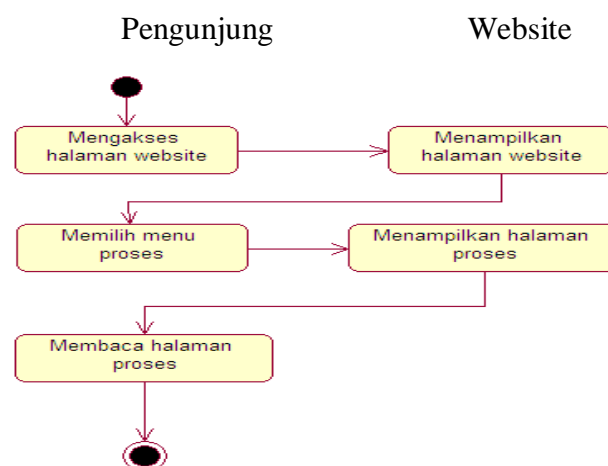 Pengunjung Website
Mengakses
halaman website
Menampilkan
halaman website
Memilih menu
proses
Menampilkan halaman
proses
Membaca halaman
proses